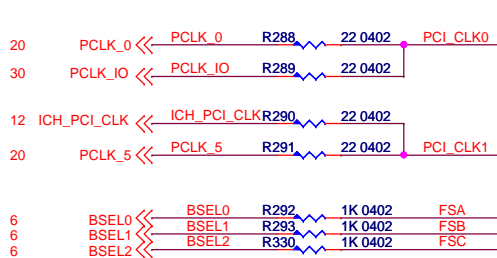 20 PCLK_0 PCLK_0 R288 22 0402 PCI_CLK0
30 PCLK_IO PCLK_IO R289 22 0402
12 ICH_PCI_CLK ICH_PCI_CLK R290 22 0402
20 PCLK_5 PCLK_5 R291 22 0402 PCI_CLK1
6 BSEL0 BSEL0 R292 1K 0402 FSA
6 BSEL1 BSEL1 R293 1K 0402 FSB
6 BSEL2 BSEL2 R330 1K 0402 FSC